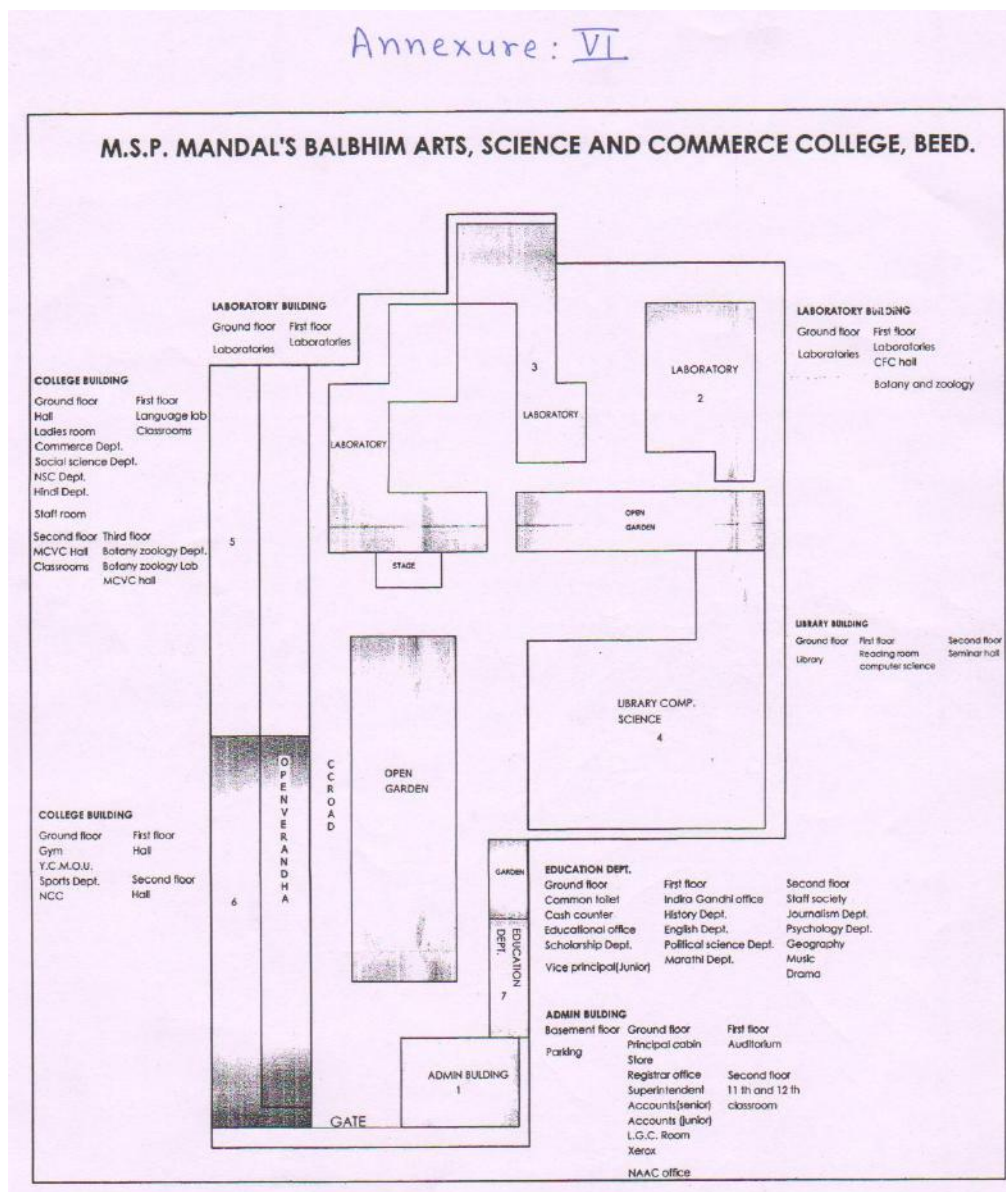 Annexure: VI
M.S.P. MANDAL'S BALBHIM ARTS, SCIENCE AND COMMERCE COLLEGE, BEED.
LABORATORY BUILDING
Ground floor First floor
Laboratories Laboratories
LABORATORY BUILDING
Ground floor First floor
Laboratories Laboratories
CFC hall
Botany and zoology
COLLEGE BUILDING
Ground floor First floor
Hall Language lab
Ladies room Classrooms
Commerce Dept.
Social science Dept.
NSC Dept.
Hindi Dept.
Staff room
Second floor Third floor
MCVC Hall Botany zoology Dept.
Classrooms Botany zoology Lab
MCVC hall
3
LABORATORY
2
LABORATORY
LABORATORY
OPEN
GARDEN
5
STAGE
LIBRARY BUILDING
Ground floor First floor Second floor
Library Reading room Seminar hall
computer science
LIBRARY COMP.
SCIENCE
4
OPENVERANDHA
CCROAD
OPEN
GARDEN
COLLEGE BUILDING
Ground floor First floor
Gym Hall
Y.C.M.O.U.
Sports Dept. Second floor
NCC Hall
6
GARDEN
EDUCATION
DEPT.
7
EDUCATION DEPT.
Ground floor First floor Second floor
Common toilet Indira Gandhi office Staff society
Cash counter History Dept. Journalism Dept.
Educational office English Dept. Psychology Dept.
Scholarship Dept. Political science Dept. Geography
Vice principal(Junior) Marathi Dept. Music
Drama
ADMIN BULDING
Basement floor Ground floor First floor
Parking Principal cabin Auditorium
Store
Registrar office Second floor
Superintendent 11 th and 12 th
Accounts(senior) classroom
Accounts (junior)
L.G.C. Room
Xerox
NAAC office
ADMIN BULDING
1
GATE